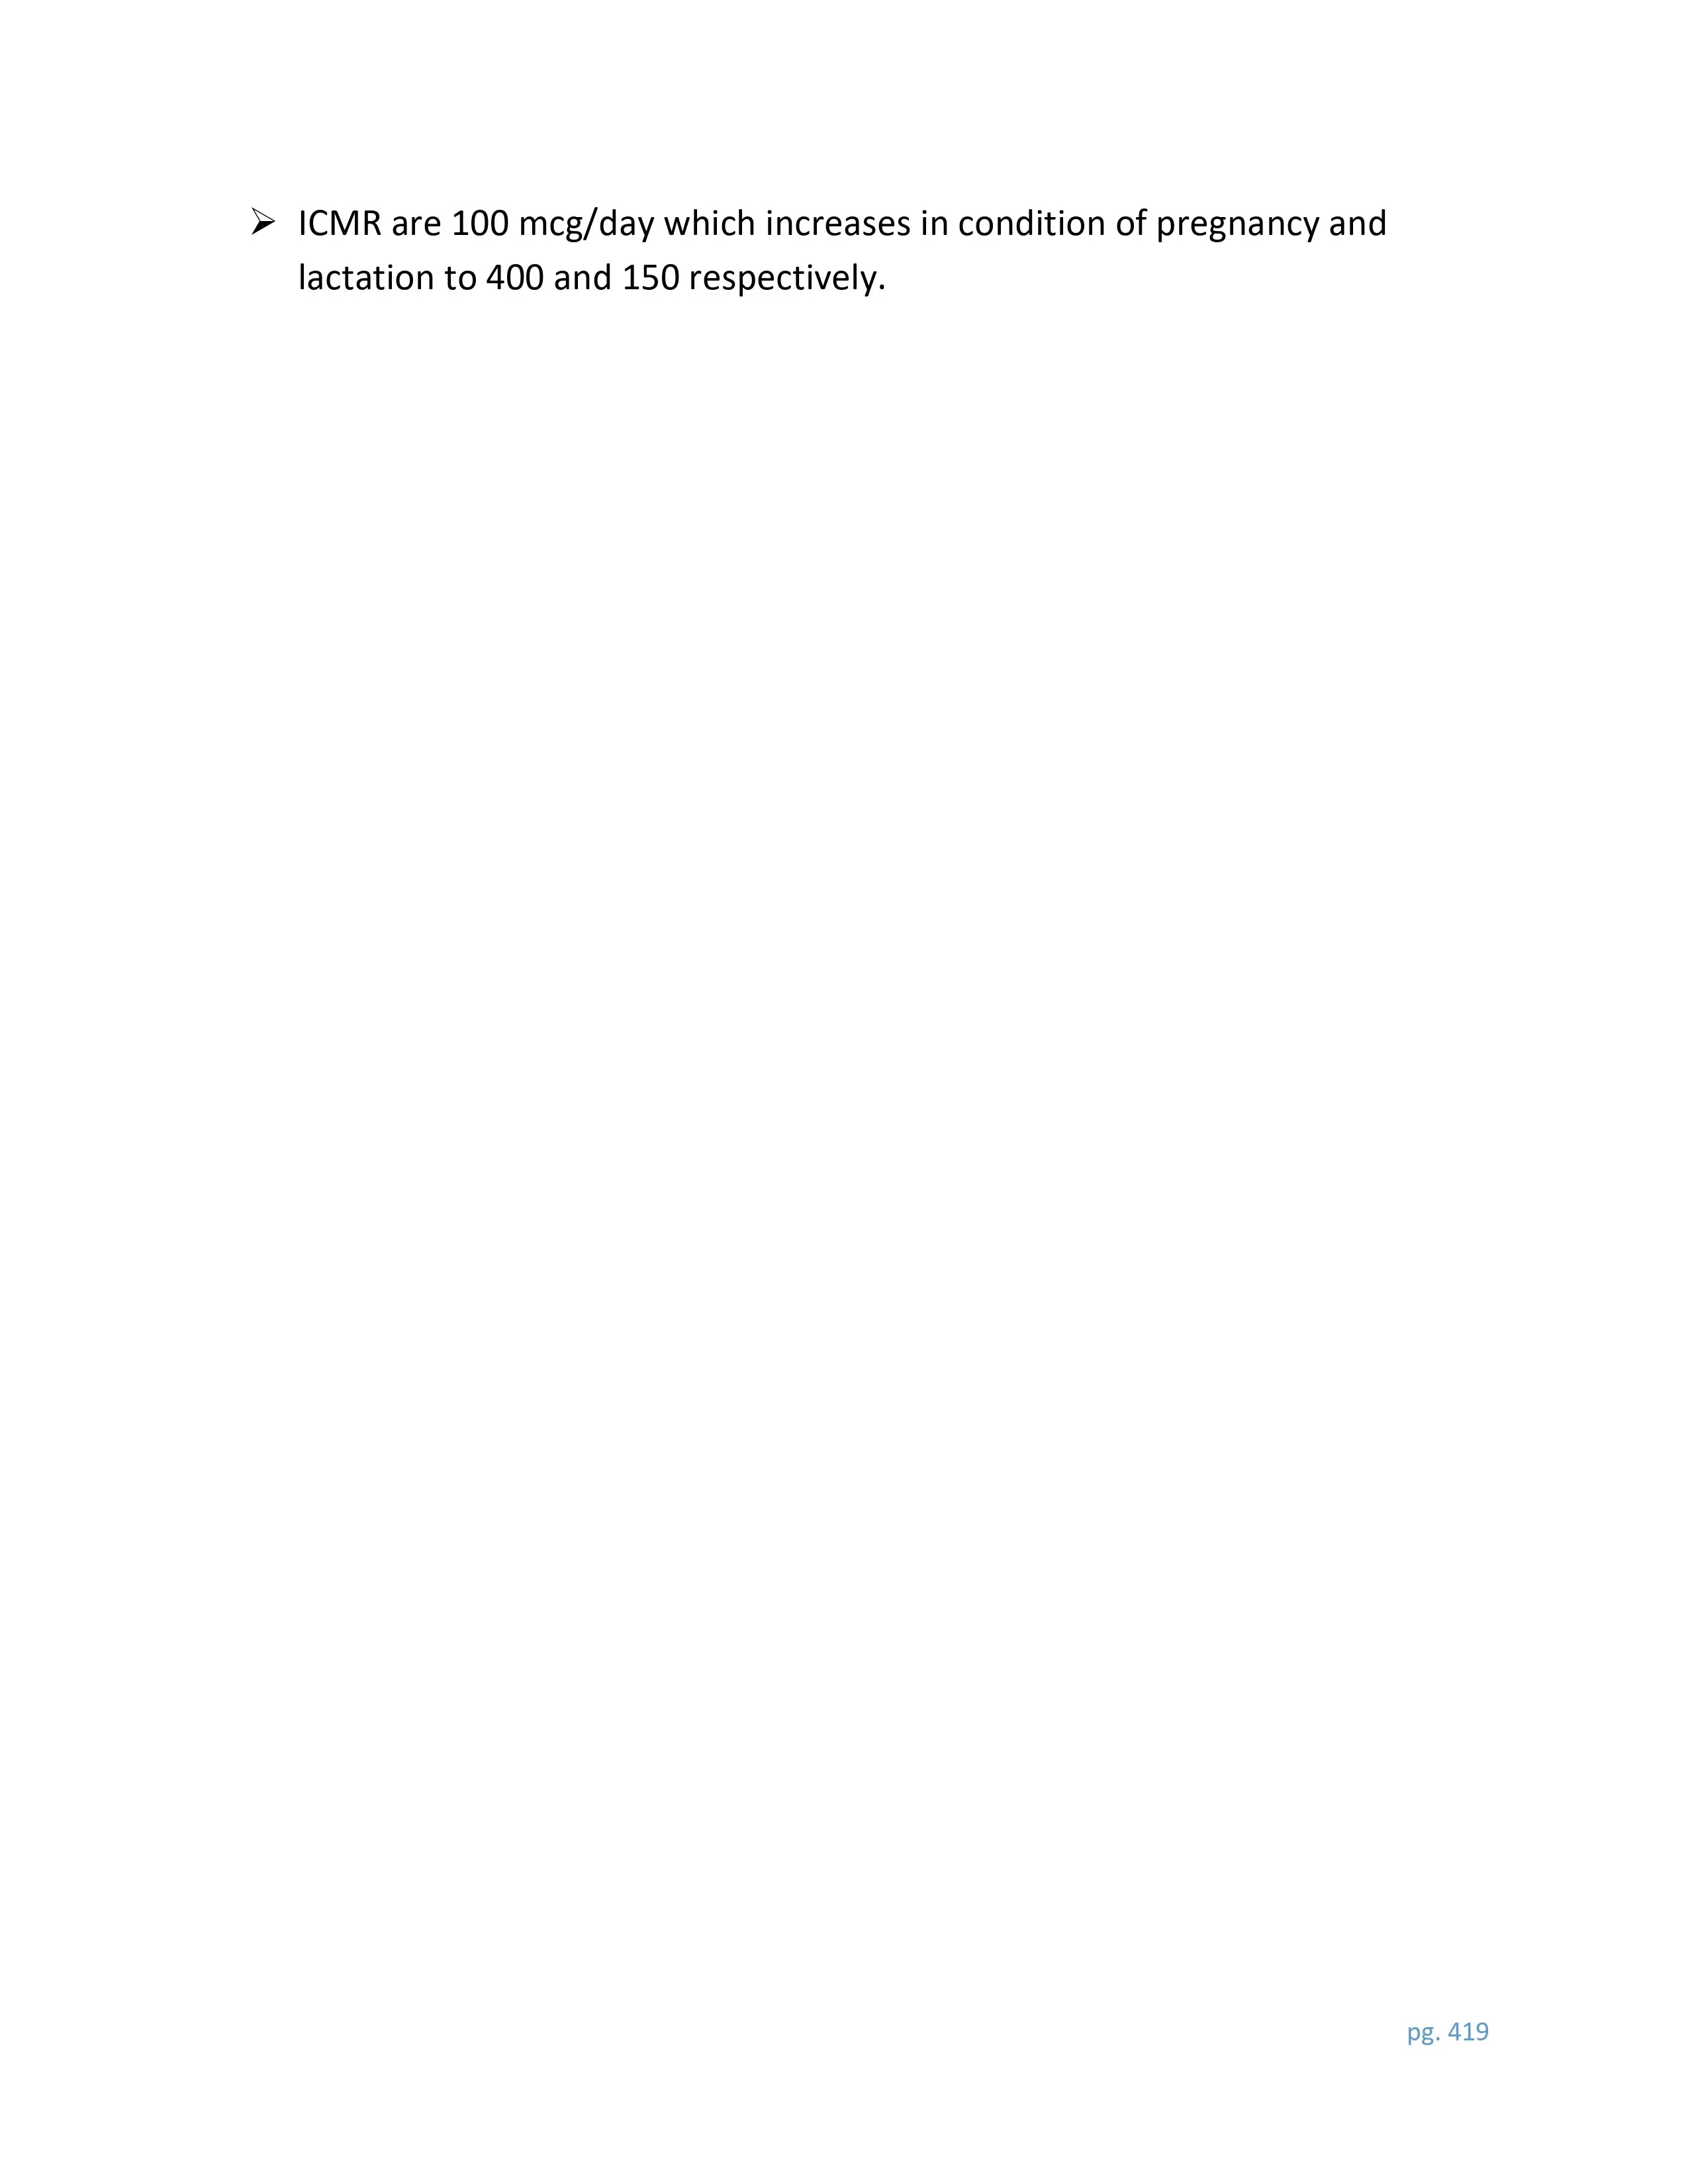 ➢ ICMR are 100 mcg/day which increases in condition of pregnancy and
lactation to 400 and 150 respectively.
pg. 419